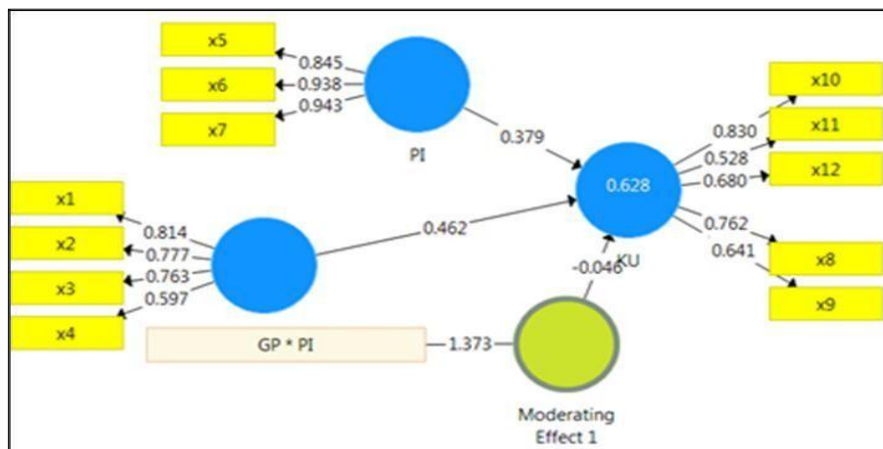 x5
0.845
x6
0.938
x7
0.943
PI
0.379
x10
0.830
x11
0.528
x12
0.680
0.628
0.762
x8
0.641
x9
KU
x1
0.814
x2
0.777
x3
0.763
x4
0.597
0.462
-0.046
GP * PI
1.373
Moderating
Effect 1